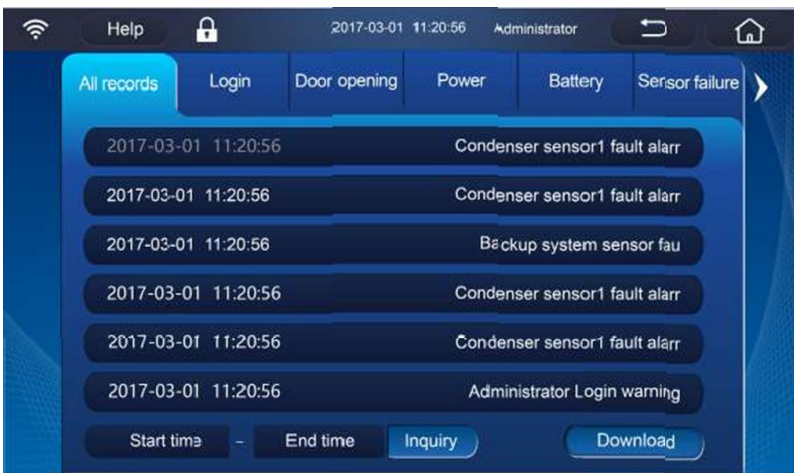 Help 2017-03-01 11:20:56 Administrator
All records Login Door opening Power Battery Sensor failure
2017-03-01 11:20:56 Condenser sensor1 fault alarr
2017-03-01 11:20:56 Condenser sensor1 fault alarr
2017-03-01 11:20:56 Backup system sensor fau
2017-03-01 11:20:56 Condenser sensor1 fault alarr
2017-03-01 11:20:56 Condenser sensor1 fault alarr
2017-03-01 11:20:56 Administrator Login warning
Start time - End time Inquiry Download